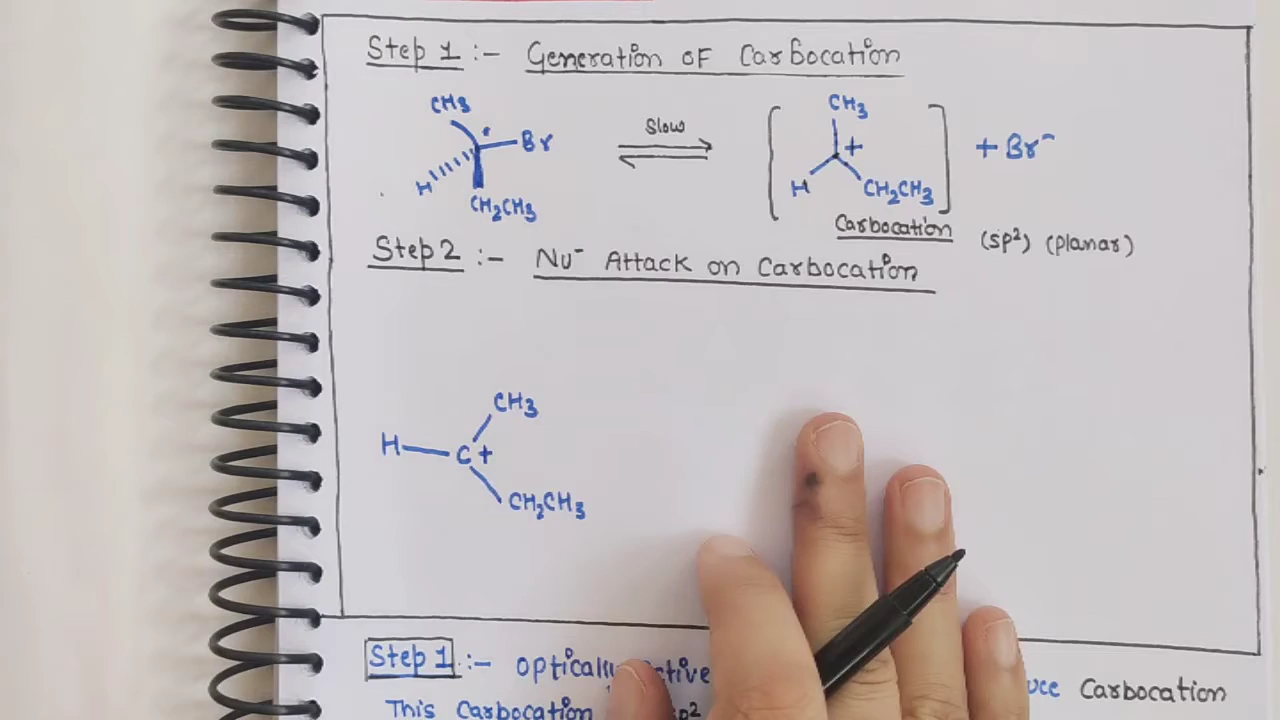 Step 1 :- Generation of Carbocation
CH3
Br
H
CH2CH3
Slow
CH3
+
H
CH2CH3
+ Br-
Carbocation (sp2) (planar)
Step 2 :- Nu- Attack on Carbocation
CH3
H C +
CH2CH3
Step 1 :- Optically Carbocation
This Carbocation